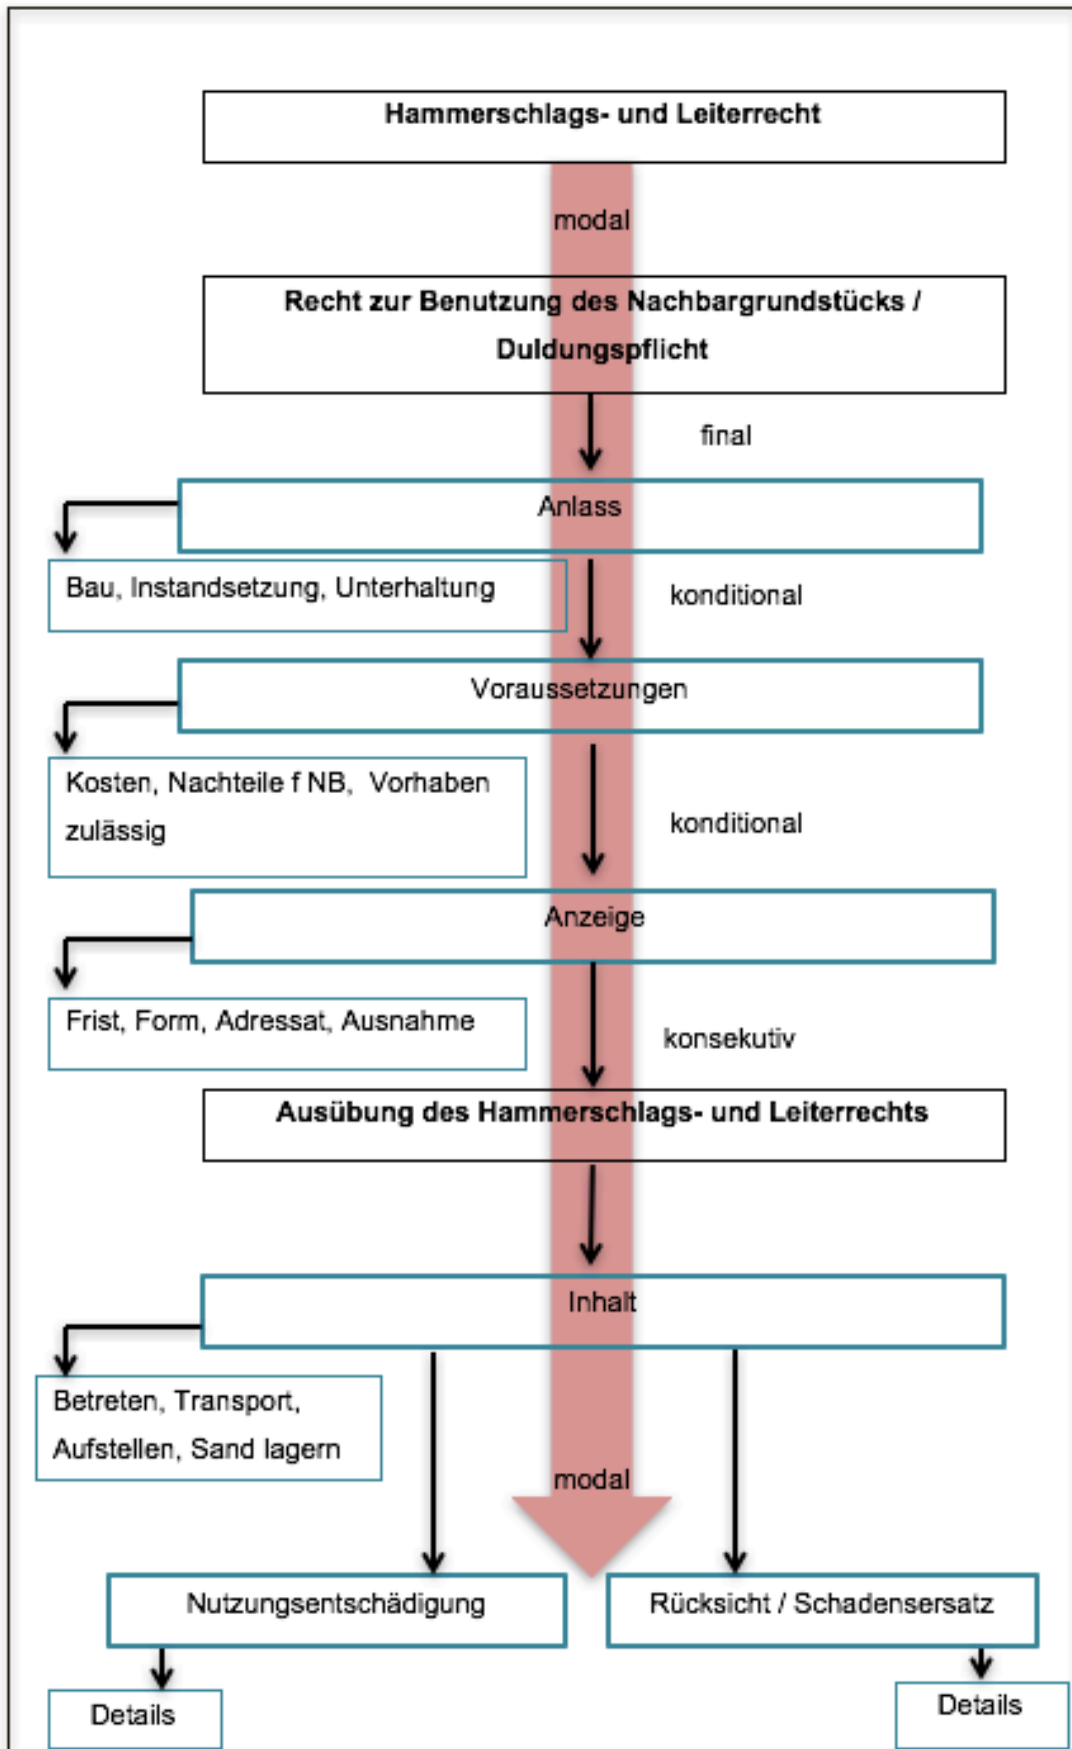 Hammerschlags- und Leiterrecht
modal
Recht zur Benutzung des Nachbargrundstücks /
Duldungspflicht
final
Anlass
Bau, Instandsetzung, Unterhaltung
konditional
Voraussetzungen
Kosten, Nachteile f NB, Vorhaben
zulässig
konditional
Anzeige
Frist, Form, Adressat, Ausnahme
konsekutiv
Ausübung des Hammerschlags- und Leiterrechts
Inhalt
Betreten, Transport,
Aufstellen, Sand lagern
modal
Nutzungsentschädigung
Rücksicht / Schadensersatz
Details
Details